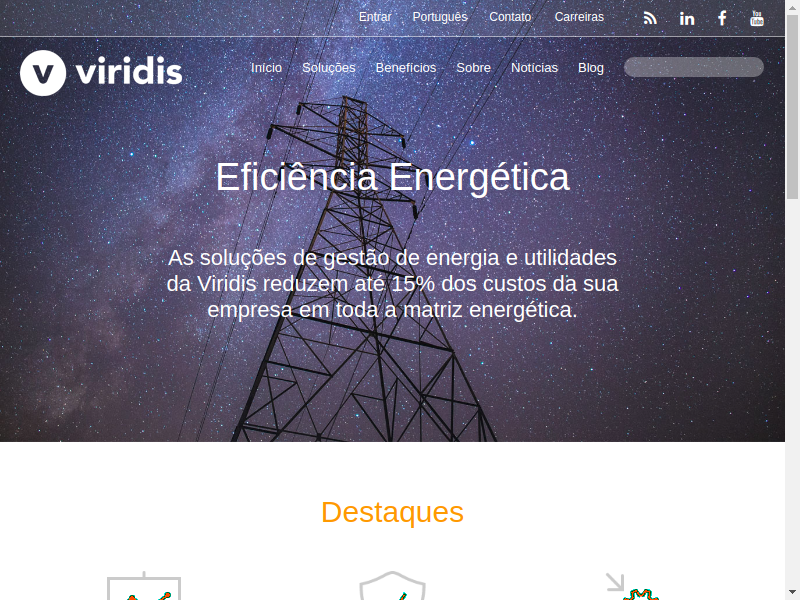 Entrar Português Contato Carreiras
You Tube
viridis
Início Soluções Benefícios Sobre Notícias Blog
Eficiência Energética
As soluções de gestão de energia e utilidades
da Viridis reduzem até 15% dos custos da sua
empresa em toda a matriz energética.
Destaques